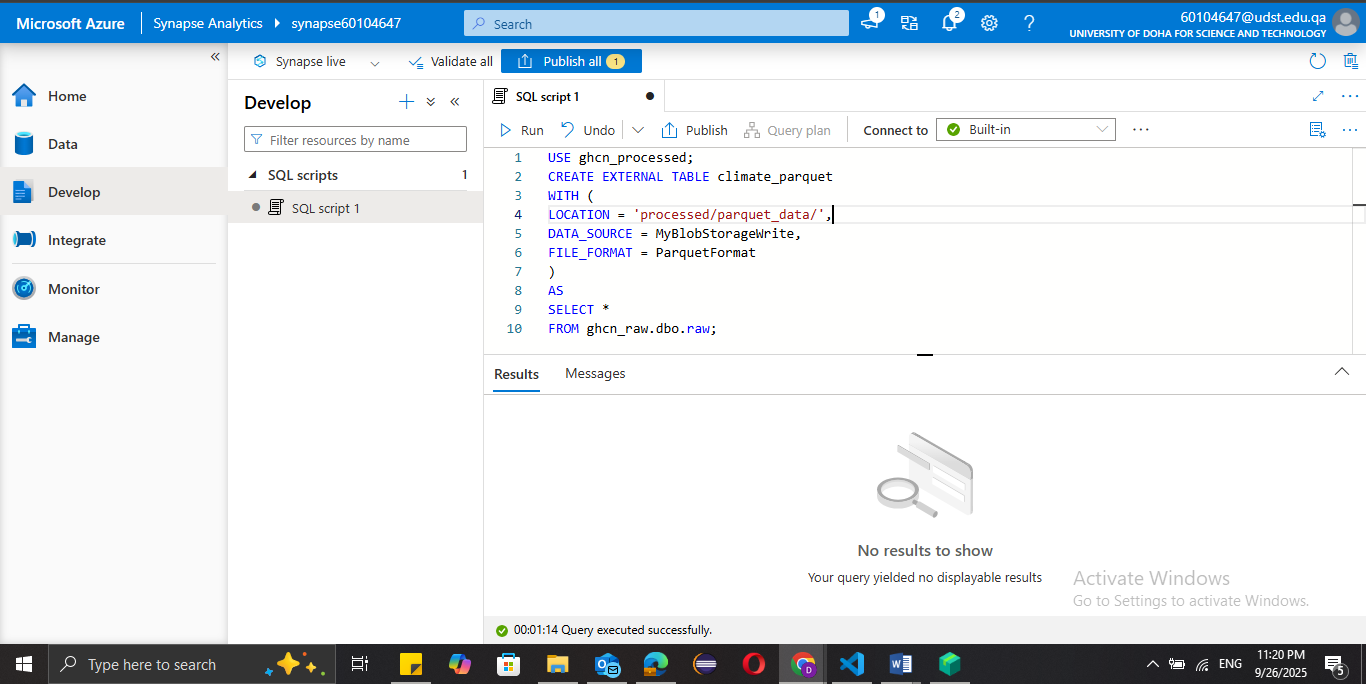 Microsoft Azure
Synapse Analytics
synapse60104647
Search
1
2
60104647@udst.edu.qa
UNIVERSITY OF DOHA FOR SCIENCE AND TECHNOLOGY
Home
Data
Develop
Integrate
Monitor
Manage
Synapse live
Validate all
Publish all 1
Develop
Filter resources by name
SQL scripts 1
SQL script 1
SQL script 1
Run
Undo
Publish
Query plan
Connect to
Built-in
1 USE ghcn_processed;
2 CREATE EXTERNAL TABLE climate_parquet
3 WITH (
4 LOCATION = 'processed/parquet_data/',
5 DATA_SOURCE = MyBlobStorageWrite,
6 FILE_FORMAT = ParquetFormat
7 )
8 AS
9 SELECT *
10 FROM ghcn_raw.dbo.raw;
Results
Messages
No results to show
Your query yielded no displayable results
Activate Windows
Go to Settings to activate Windows.
00:01:14 Query executed successfully.
Type here to search
D
ENG
11:20 PM
9/26/2025
5